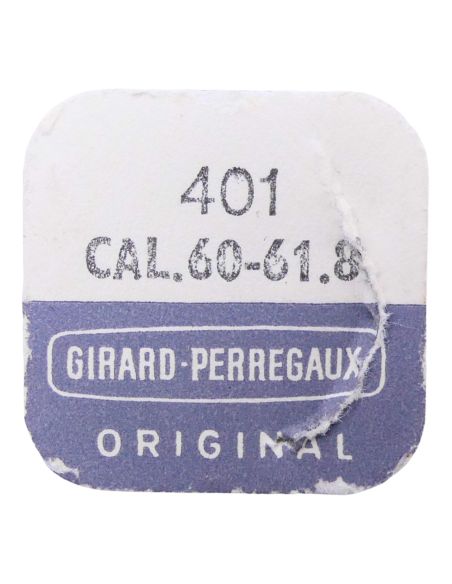 401
CAL.60-61.8
GIRARD-PERREGAUX
ORIGINAL